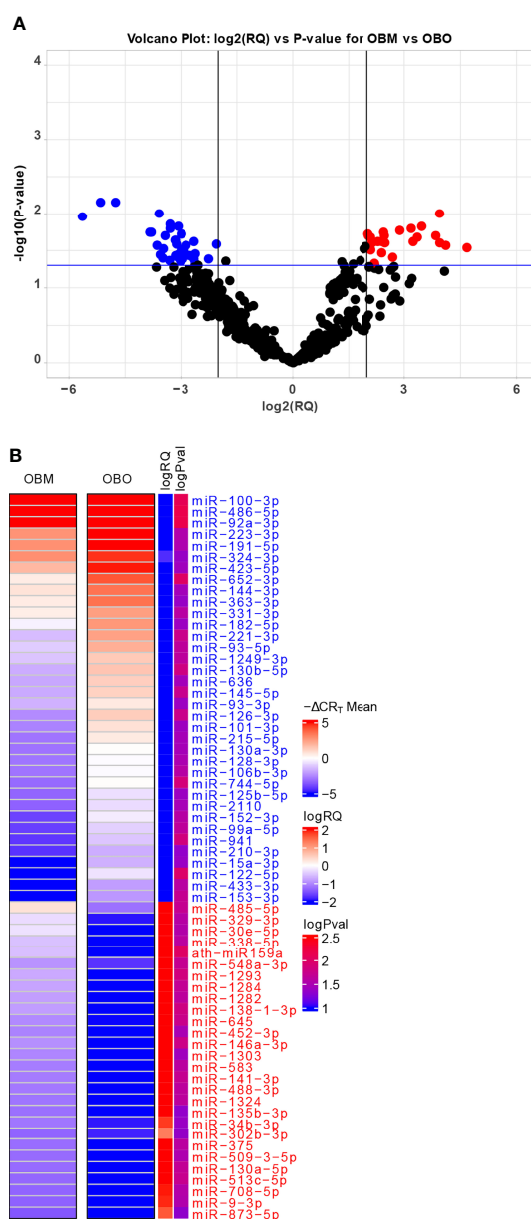 A
Volcano Plot: log2(RQ) vs P-value for OBM vs OBO
4
3
2
1
0
-log10(P-value)
−6
−3
0
3
6
log2(RQ)
B
OBM
OBO
logRQ
logPval
miR-100-3p
miR-486-5p
miR-92a-3p
miR-223-3p
miR-191-5p
miR-324-3p
miR-423-5p
miR-652-3p
miR-144-3p
miR-363-3p
miR-331-3p
miR-182-5p
miR-221-3p
miR-93-5p
miR-1249-3p
miR-130b-5p
miR-636
miR-145-5p
miR-93-3p
miR-126-3p
miR-101-3p
miR-215-5p
miR-130a-3p
miR-128-3p
miR-106b-3p
miR-744-5p
miR-125b-5p
miR-2110
miR-152-3p
miR-99a-5p
miR-941
miR-210-3p
miR-15a-3p
miR-122-5p
miR-433-3p
miR-153-3p
miR-485-5p
miR-329-3p
miR-30e-5p
miR-338-5p
ath-miR159a
miR-548a-3p
miR-1293
miR-1284
miR-1282
miR-138-1-3p
miR-645
miR-452-3p
miR-146a-3p
miR-1303
miR-583
miR-141-3p
miR-488-3p
miR-1324
miR-135b-3p
miR-34b-3p
miR-302b-3p
miR-375
miR-509-3-5p
miR-130a-5p
miR-513c-5p
miR-708-5p
miR-9-3p
miR-873-5p
−ΔCRT Mean
5
0
−5
logRQ
2
1
0
−1
−2
logPval
2.5
2
1.5
1